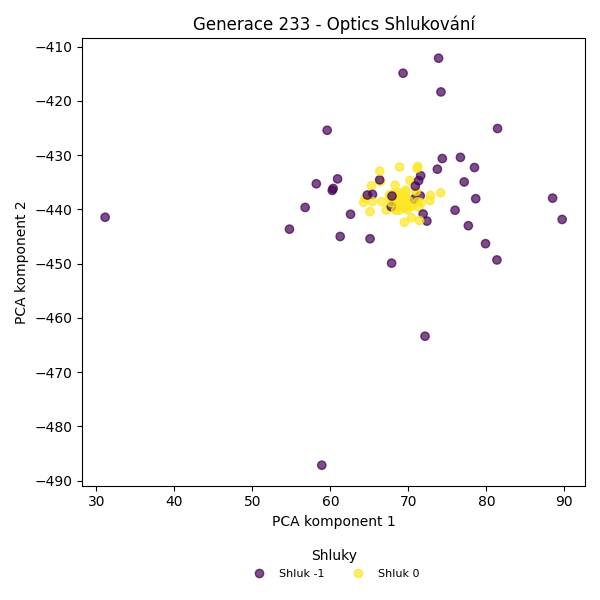 Generace 233 - Optics Shlukování
−410
−420
−430
−440
−450
−460
−470
−480
−490
PCA komponent 2
30 40 50 60 70 80 90
PCA komponent 1
Shluky
Shluk -1 Shluk 0